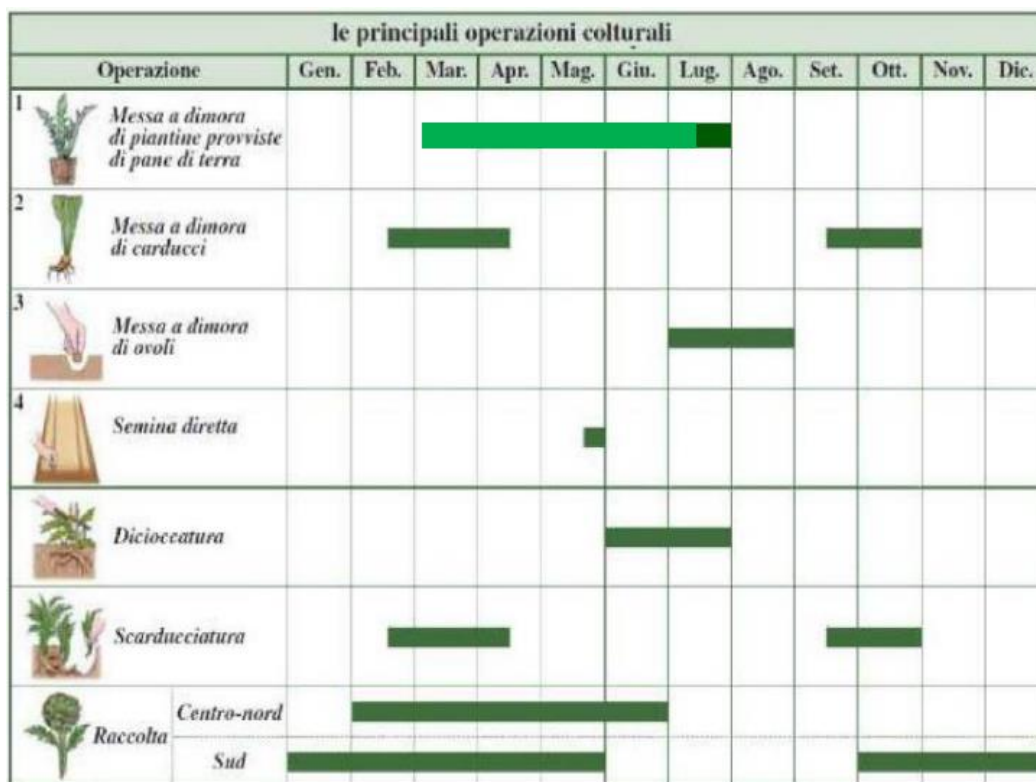 le principali operazioni colturali
Operazione Gen. Feb. Mar. Apr. Mag. Giu. Lug. Ago. Set. Ott. Nov. Dic.
1 Messa a dimora
di piantine provviste
di pane di terra
2 Messa a dimora
di carducci
3 Messa a dimora
di ovoli
4 Semina diretta
Dicioccatura
Scarducciatura
Raccolta
Centro-nord
Sud